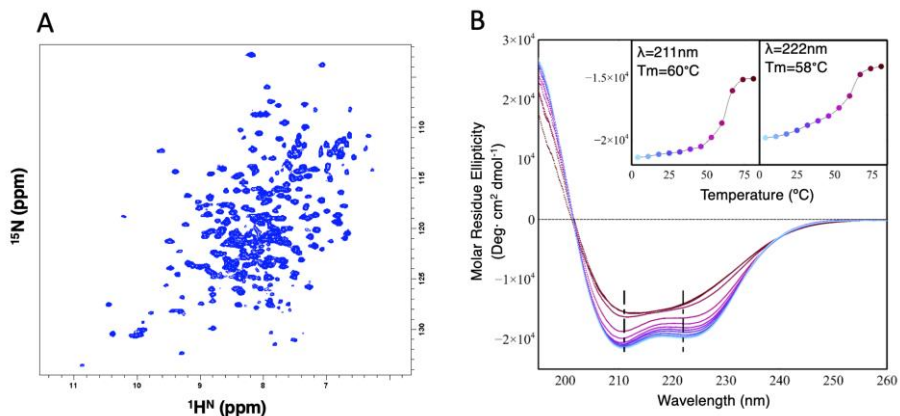 A
¹⁵N (ppm)
110
115
120
125
130
11
10
9
8
7
¹Hᴺ (ppm)
B
Molar Residue Ellipticity
(Deg· cm² dmol⁻¹)
3×10⁴
2×10⁴
10⁴
0
−1×10⁴
−2×10⁴
λ=211nm
Tm=60°C
λ=222nm
Tm=58°C
−1.5×10⁴
−2×10⁴
0 25 50 75
0 25 50 75
Temperature (°C)
200 210 220 230 240 250 260
Wavelength (nm)